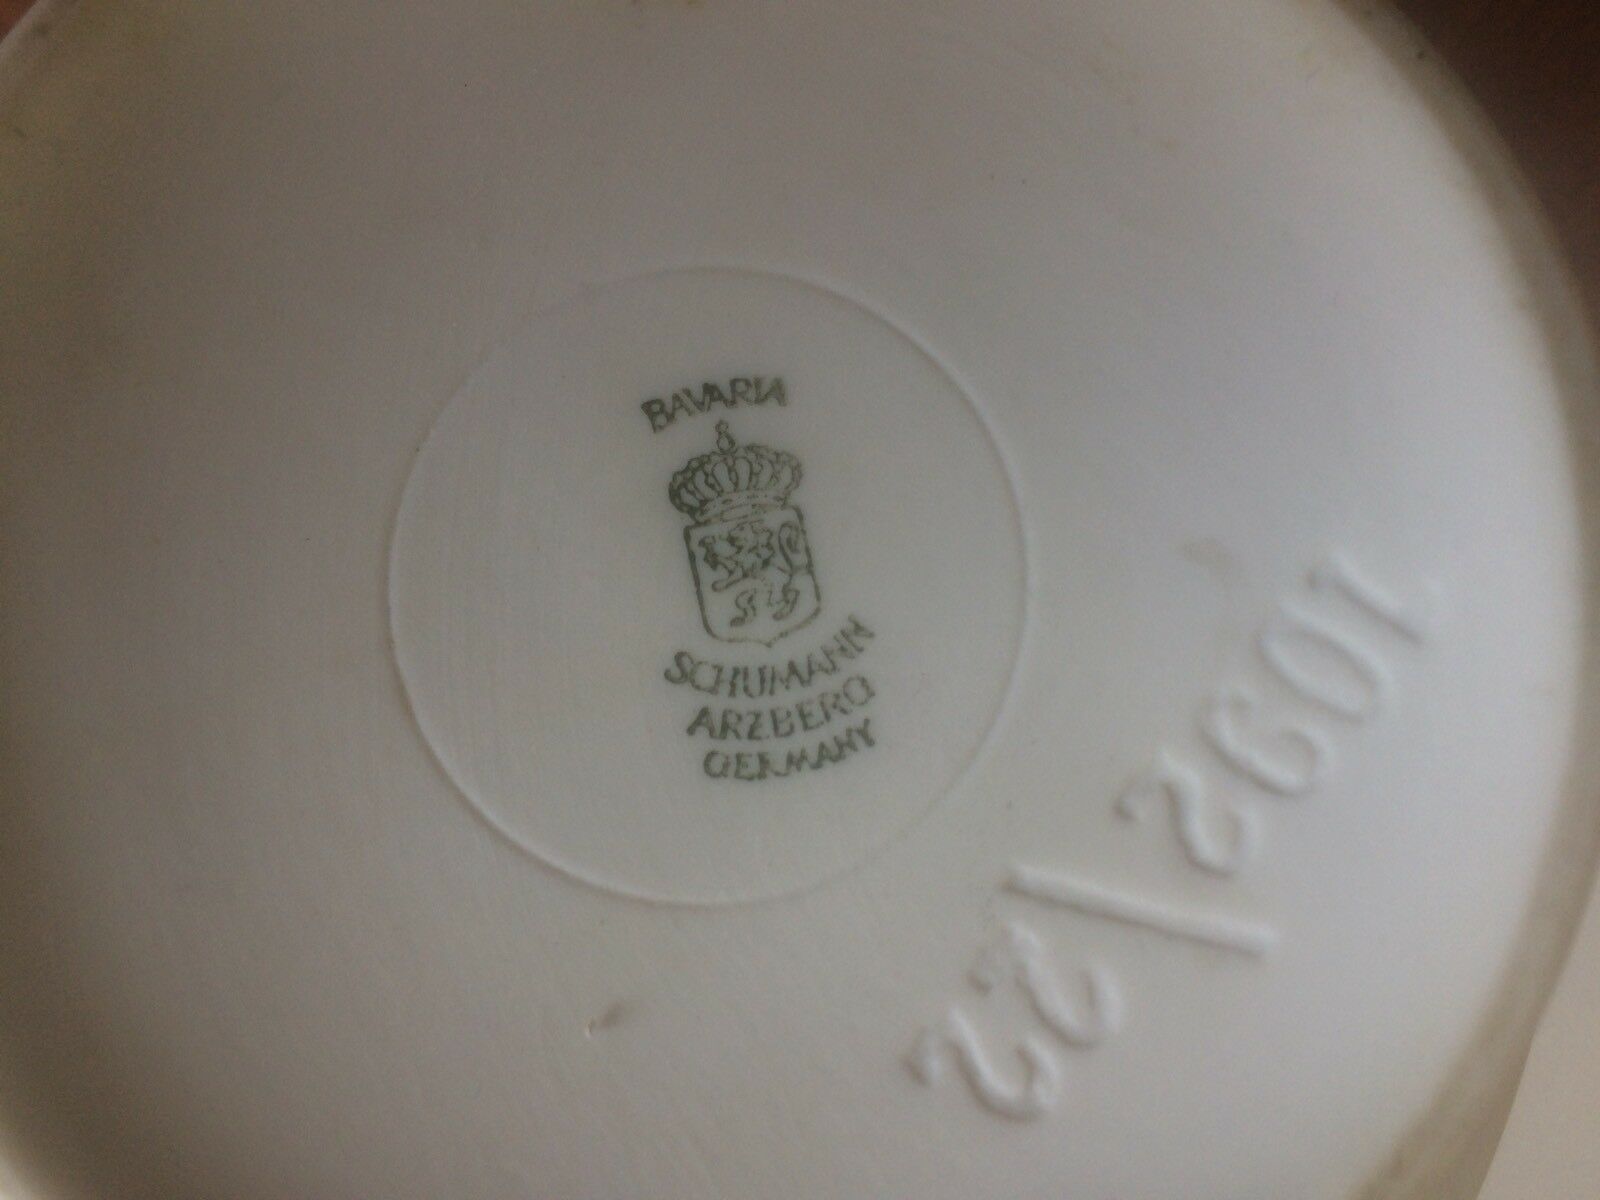 BAVARIA
SCHUMANN
ARZBERG
GERMANY
1092/22